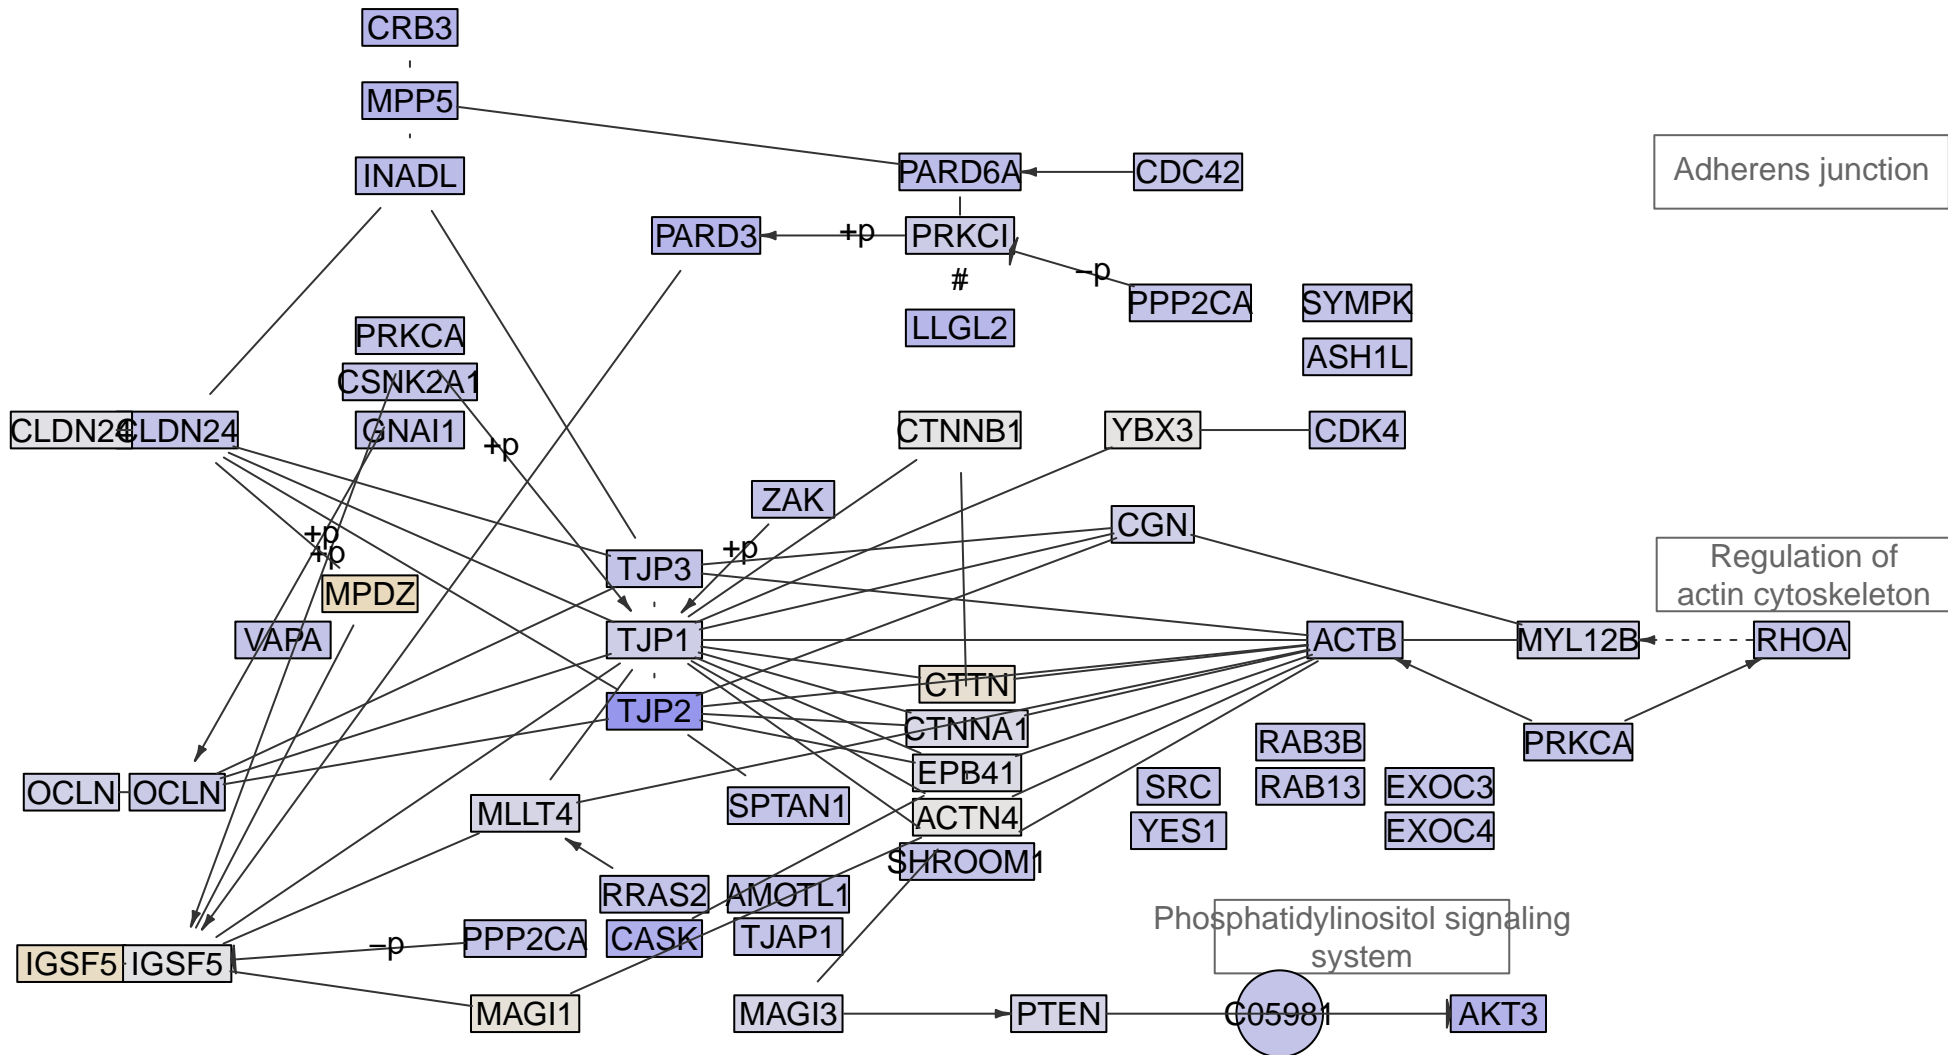 CRB3
MPP5
INADL
PARD6A
CDC42
Adherens junction
PARD3
+p
PRKCI
#
−p
PPP2CA
SYMPK
LLGL2
PRKCA
ASH1L
CSNK2A1
CLDN24
CLDN24
GNAI1
+p
CTNNB1
YBX3
CDK4
ZAK
CGN
+p
+p
+p
TJP3
MPDZ
Regulation of
actin cytoskeleton
VAPA
TJP1
ACTB
MYL12B
RHOA
CTTN
TJP2
CTNNA1
RAB3B
PRKCA
EPB41
OCLN
OCLN
SRC
RAB13
EXOC3
MLLT4
SPTAN1
ACTN4
YES1
EXOC4
SHROOM1
RRAS2
AMOTL1
Phosphatidylinositol signaling
system
PPP2CA
CASK
TJAP1
−p
IGSF5
IGSF5
MAGI1
MAGI3
PTEN
C05981
AKT3